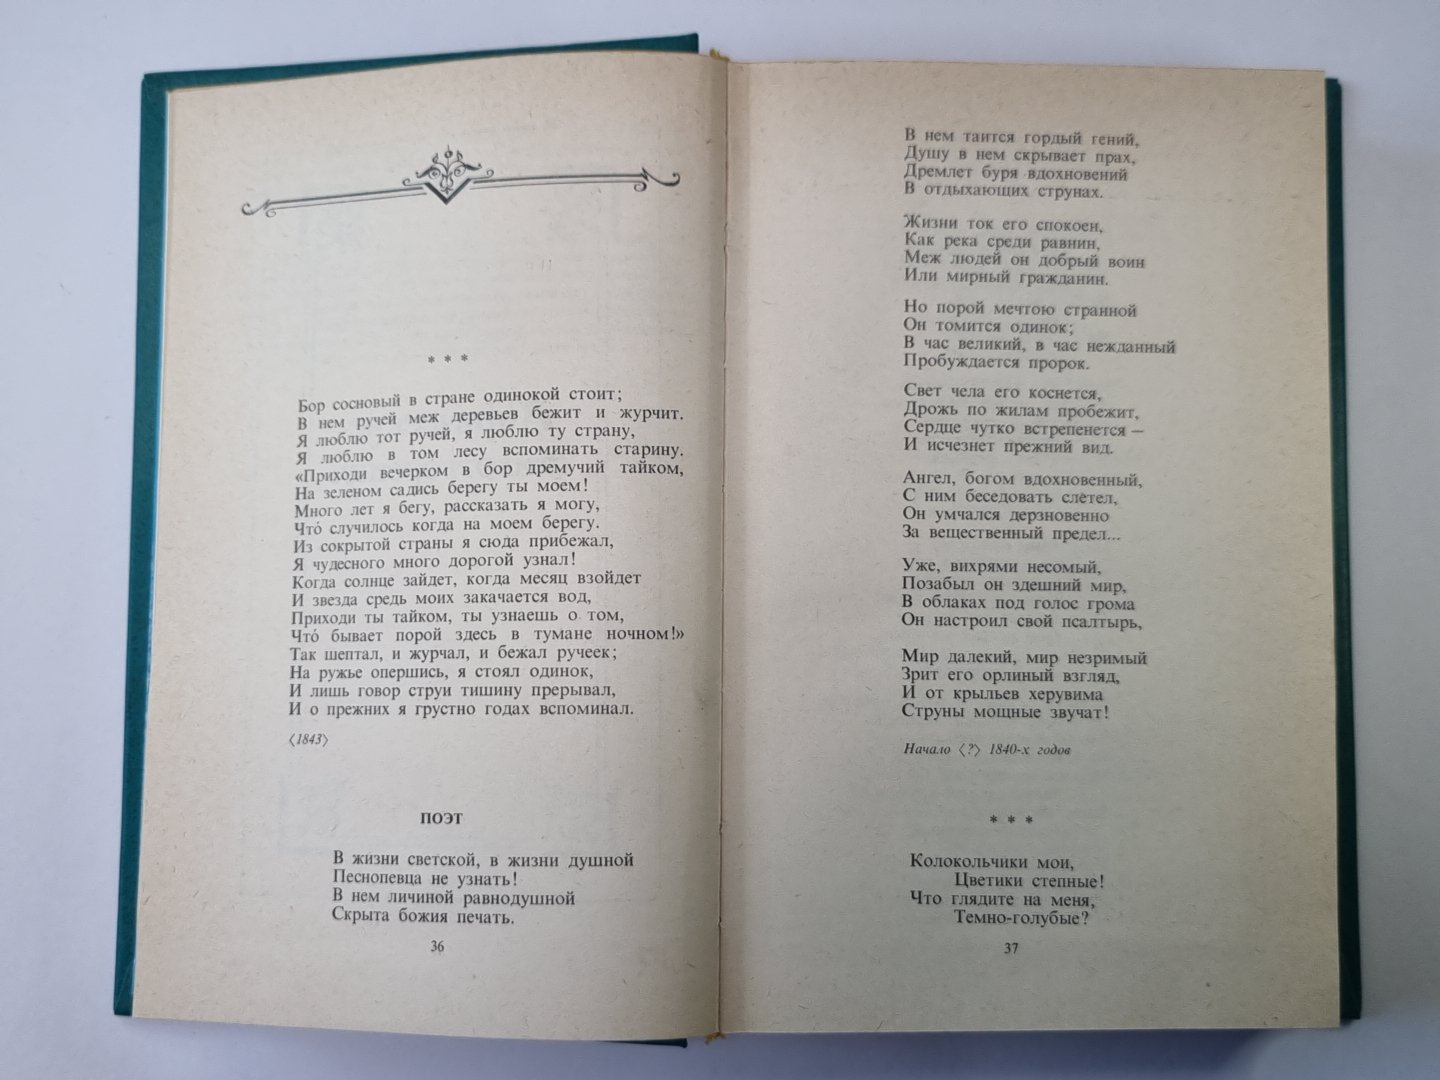 * * *
Бор сосновый в стране одинокой стоит;
В нем ручей меж деревьев бежит и журчит.
Я люблю тот ручей, я люблю ту страну,
Я люблю в том лесу вспоминать старину.
«Приходи вечерком в бор дремучий тайком,
На зеленом садись берегу ты моем!
Много лет я бегу, рассказать я могу,
Что́ случилось когда на моем берегу.
Из сокрытой страны я сюда прибежал,
Я чудесного много дорогой узнал!
Когда солнце зайдет, когда месяц взойдет
И звезда средь моих закачается вод,
Приходи ты тайком, ты узнаешь о том,
Что́ бывает порой здесь в тумане ночном!»
Так шептал, и журчал, и бежал ручеек;
На ружье опершись, я стоял одинок,
И лишь говор струи тишину прерывал,
И о прежних я грустно годах вспоминал.
〈1843〉
ПОЭТ
В жизни светской, в жизни душной
Песнопевца не узнать!
В нем личиной равнодушной
Скрыта божия печать.
36
В нем таится гордый гений,
Душу в нем скрывает прах,
Дремлет буря вдохновений
В отдыхающих струнах.
Жизни ток его спокоен,
Как река среди равнин,
Меж людей он добрый воин
Или мирный гражданин.
Но порой мечтою странной
Он томится одинок;
В час великий, в час нежданный
Пробуждается пророк.
Свет чела его коснется,
Дрожь по жилам пробежит,
Сердце чутко встрепенется —
И исчезнет прежний вид.
Ангел, богом вдохновенный,
С ним беседовать слетел,
Он умчался дерзновенно
За вещественный предел...
Уже, вихрями несомый,
Позабыл он здешний мир,
В облаках под голос грома
Он настроил свой псалтырь,
Мир далекий, мир незримый
Зрит его орлиный взгляд,
И от крыльев херувима
Струны мощные звучат!
Начало 〈?〉 1840-х годов
* * *
Колокольчики мои,
Цветики степные!
Что глядите на меня,
Темно-голубые?
37